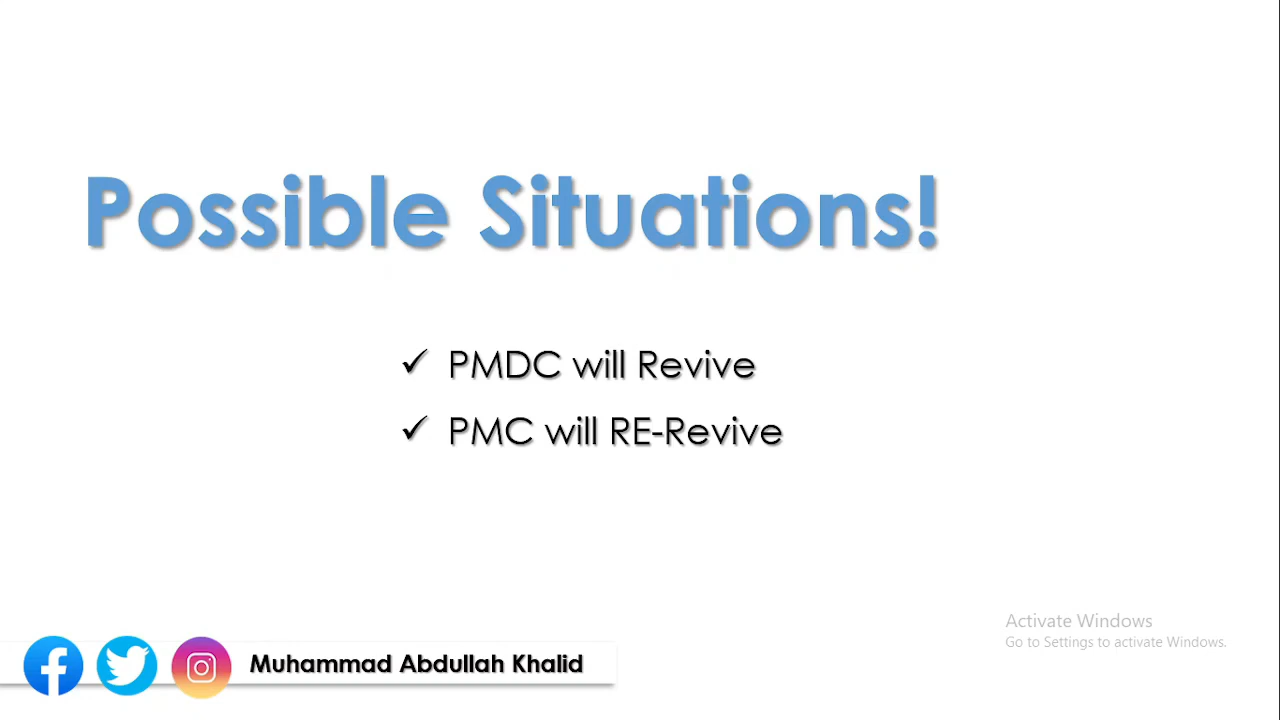 Possible Situations!
✓ PMDC will Revive
✓ PMC will RE-Revive
Activate Windows
Go to Settings to activate Windows.
Muhammad Abdullah Khalid